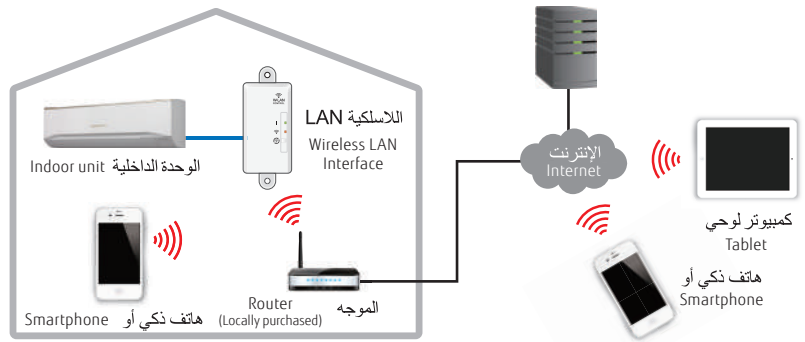 اللاسلكية LAN
Wireless LAN
Interface
WLAN
Indoor unit الوحدة الداخلية
الإنترنت
Internet
كمبيوتر لوحي
Tablet
هاتف ذكي أو
Smartphone
Router
(Locally purchased)
الموجه
Smartphone هاتف ذكي أو